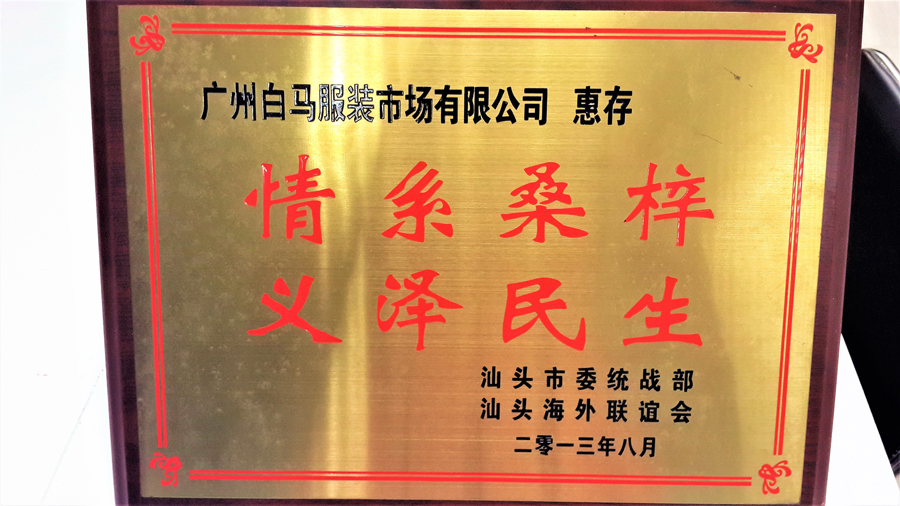 广州白马服装市场有限公司 惠存
情系桑梓
义泽民生
汕头市委统战部
汕头海外联谊会
二零一三年八月